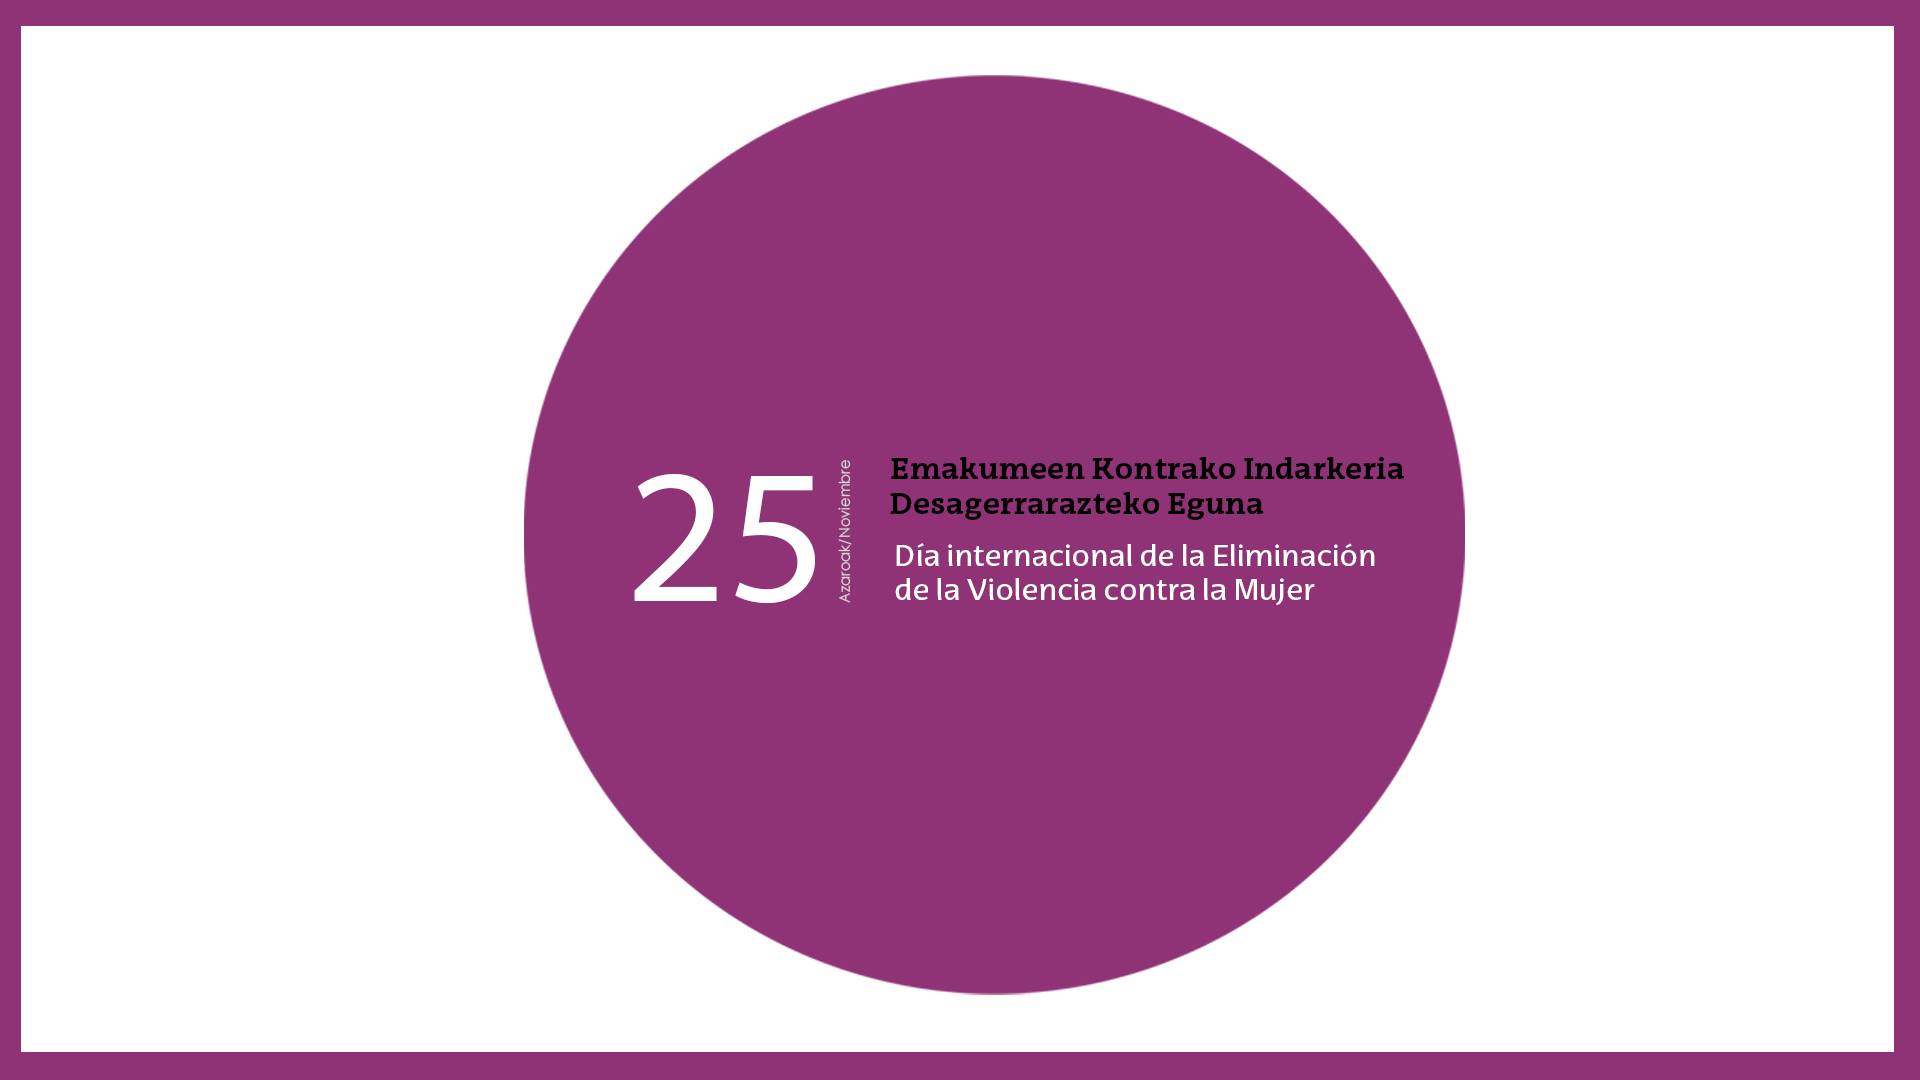 25
Azaroak/Noviembre
Emakumeen Kontrako Indarkeria
Desagerrarazteko Eguna
Día internacional de la Eliminación
de la Violencia contra la Mujer